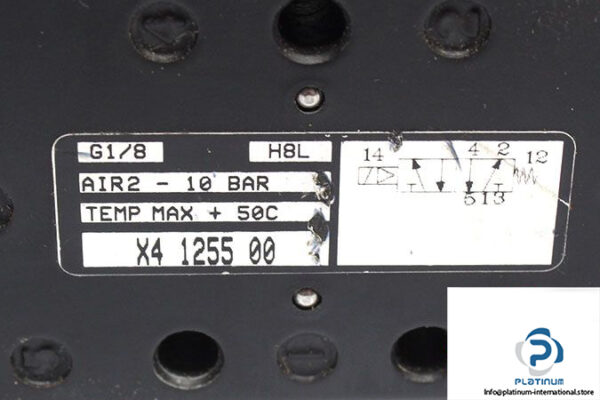 G1/8 H8L
AIR2 - 10 BAR
TEMP MAX + 50C
X4 1255 00
14 4 2 12
5 1 3
PLATINUM
Info@platinum-international.store